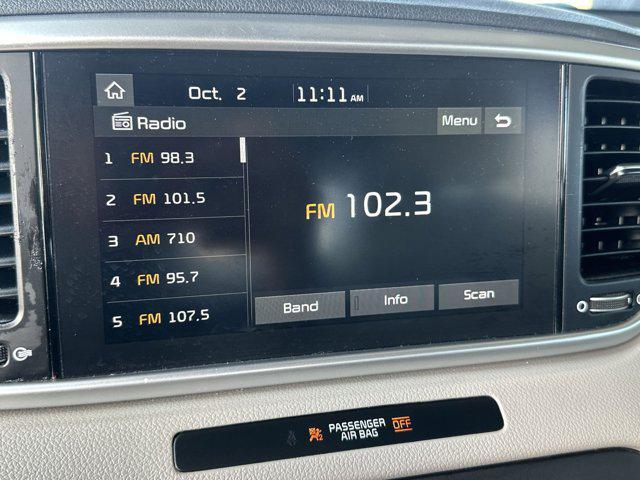 Oct. 2 11:11 AM
Radio Menu
1 FM 98.3
2 FM 101.5
3 AM 710
4 FM 95.7
5 FM 107.5
FM 102.3
Band Info Scan
PASSENGER AIR BAG OFF